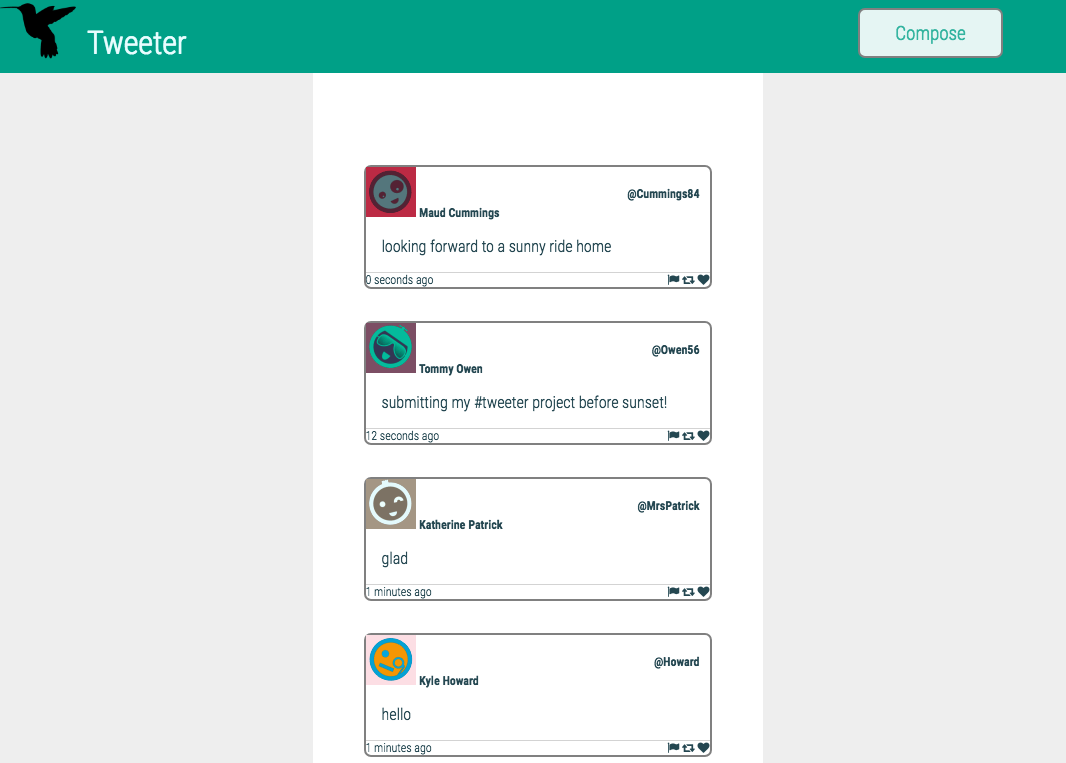 Tweeter
Compose
@Cummings84
Maud Cummings
looking forward to a sunny ride home
0 seconds ago
@Owen56
Tommy Owen
submitting my #tweeter project before sunset!
12 seconds ago
@MrsPatrick
Katherine Patrick
glad
1 minutes ago
@Howard
Kyle Howard
hello
1 minutes ago